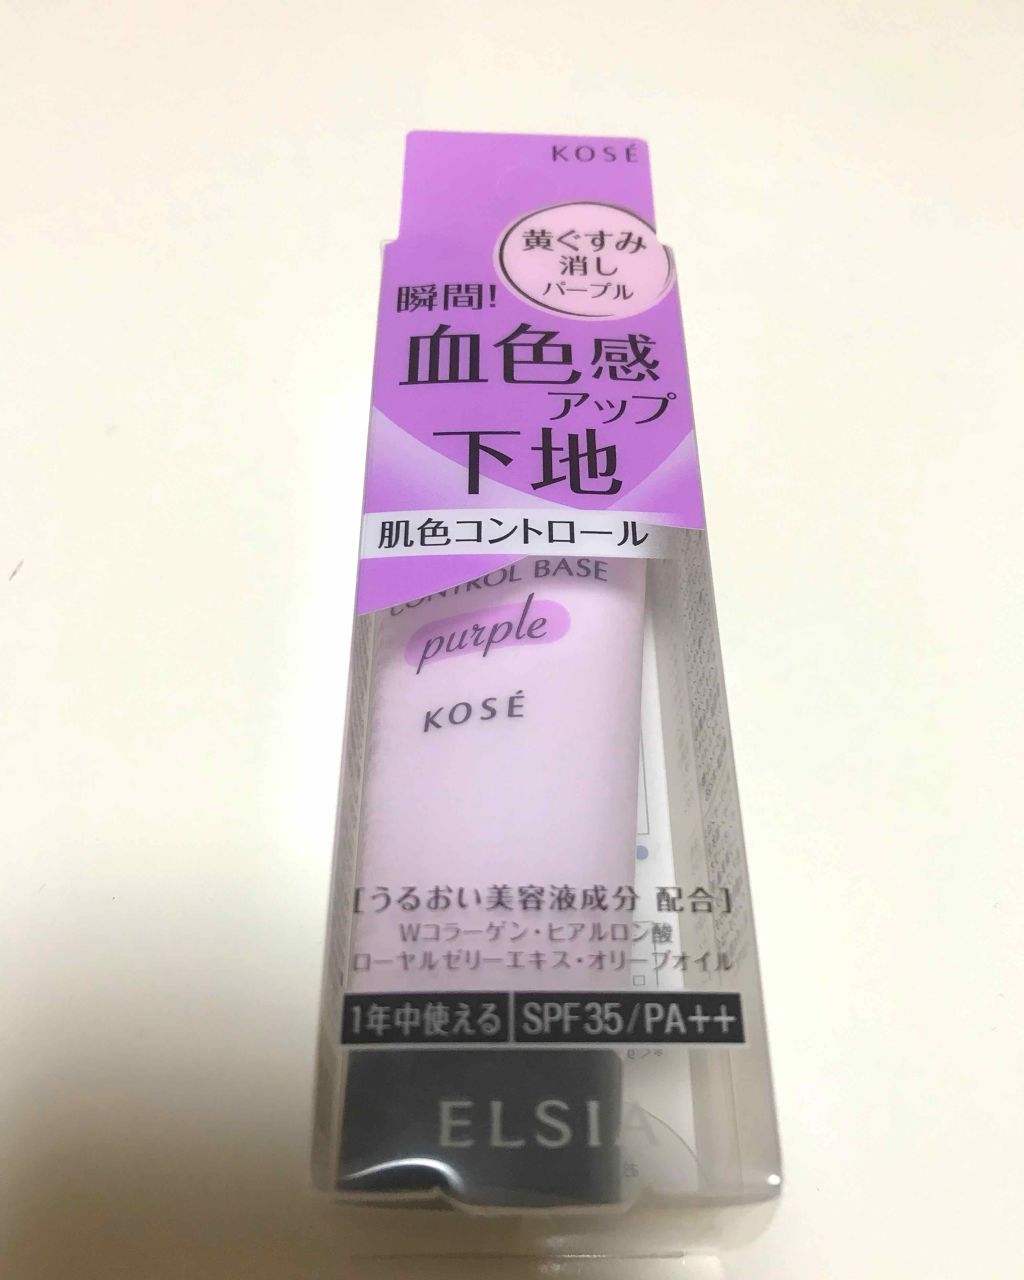 KOSÉ
黄ぐすみ
消し
パープル
瞬間!
血色感
アップ
下地
肌色コントロール
CONTROL BASE
purple
KOSÉ
[うるおい美容液成分 配合]
Wコラーゲン・ヒアルロン酸
ローヤルゼリーエキス・オリーブオイル
1年中使える SPF35/PA++
ELSIA